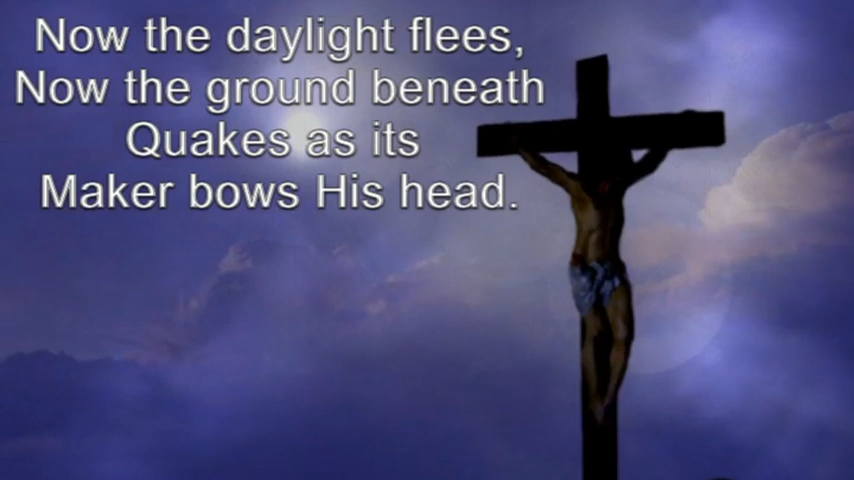 Now the daylight flees,
Now the ground beneath
Quakes as its
Maker bows His head.